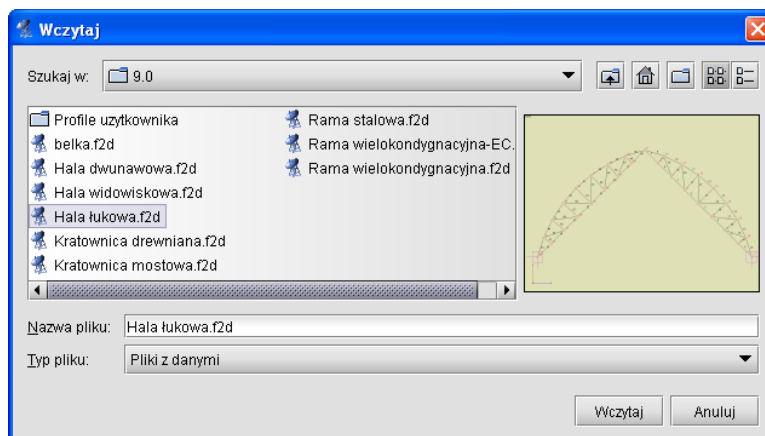 Wczytaj
Szukaj w: 9.0
Profile uzytkownika
belka.f2d
Hala dwunawowa.f2d
Hala widowiskowa.f2d
Hala łukowa.f2d
Kratownica drewniana.f2d
Kratownica mostowa.f2d
Rama stalowa.f2d
Rama wielokondygnacyjna-EC.
Rama wielokondygnacyjna.f2d
Nazwa pliku: Hala łukowa.f2d
Typ pliku: Pliki z danymi
Wczytaj Anuluj